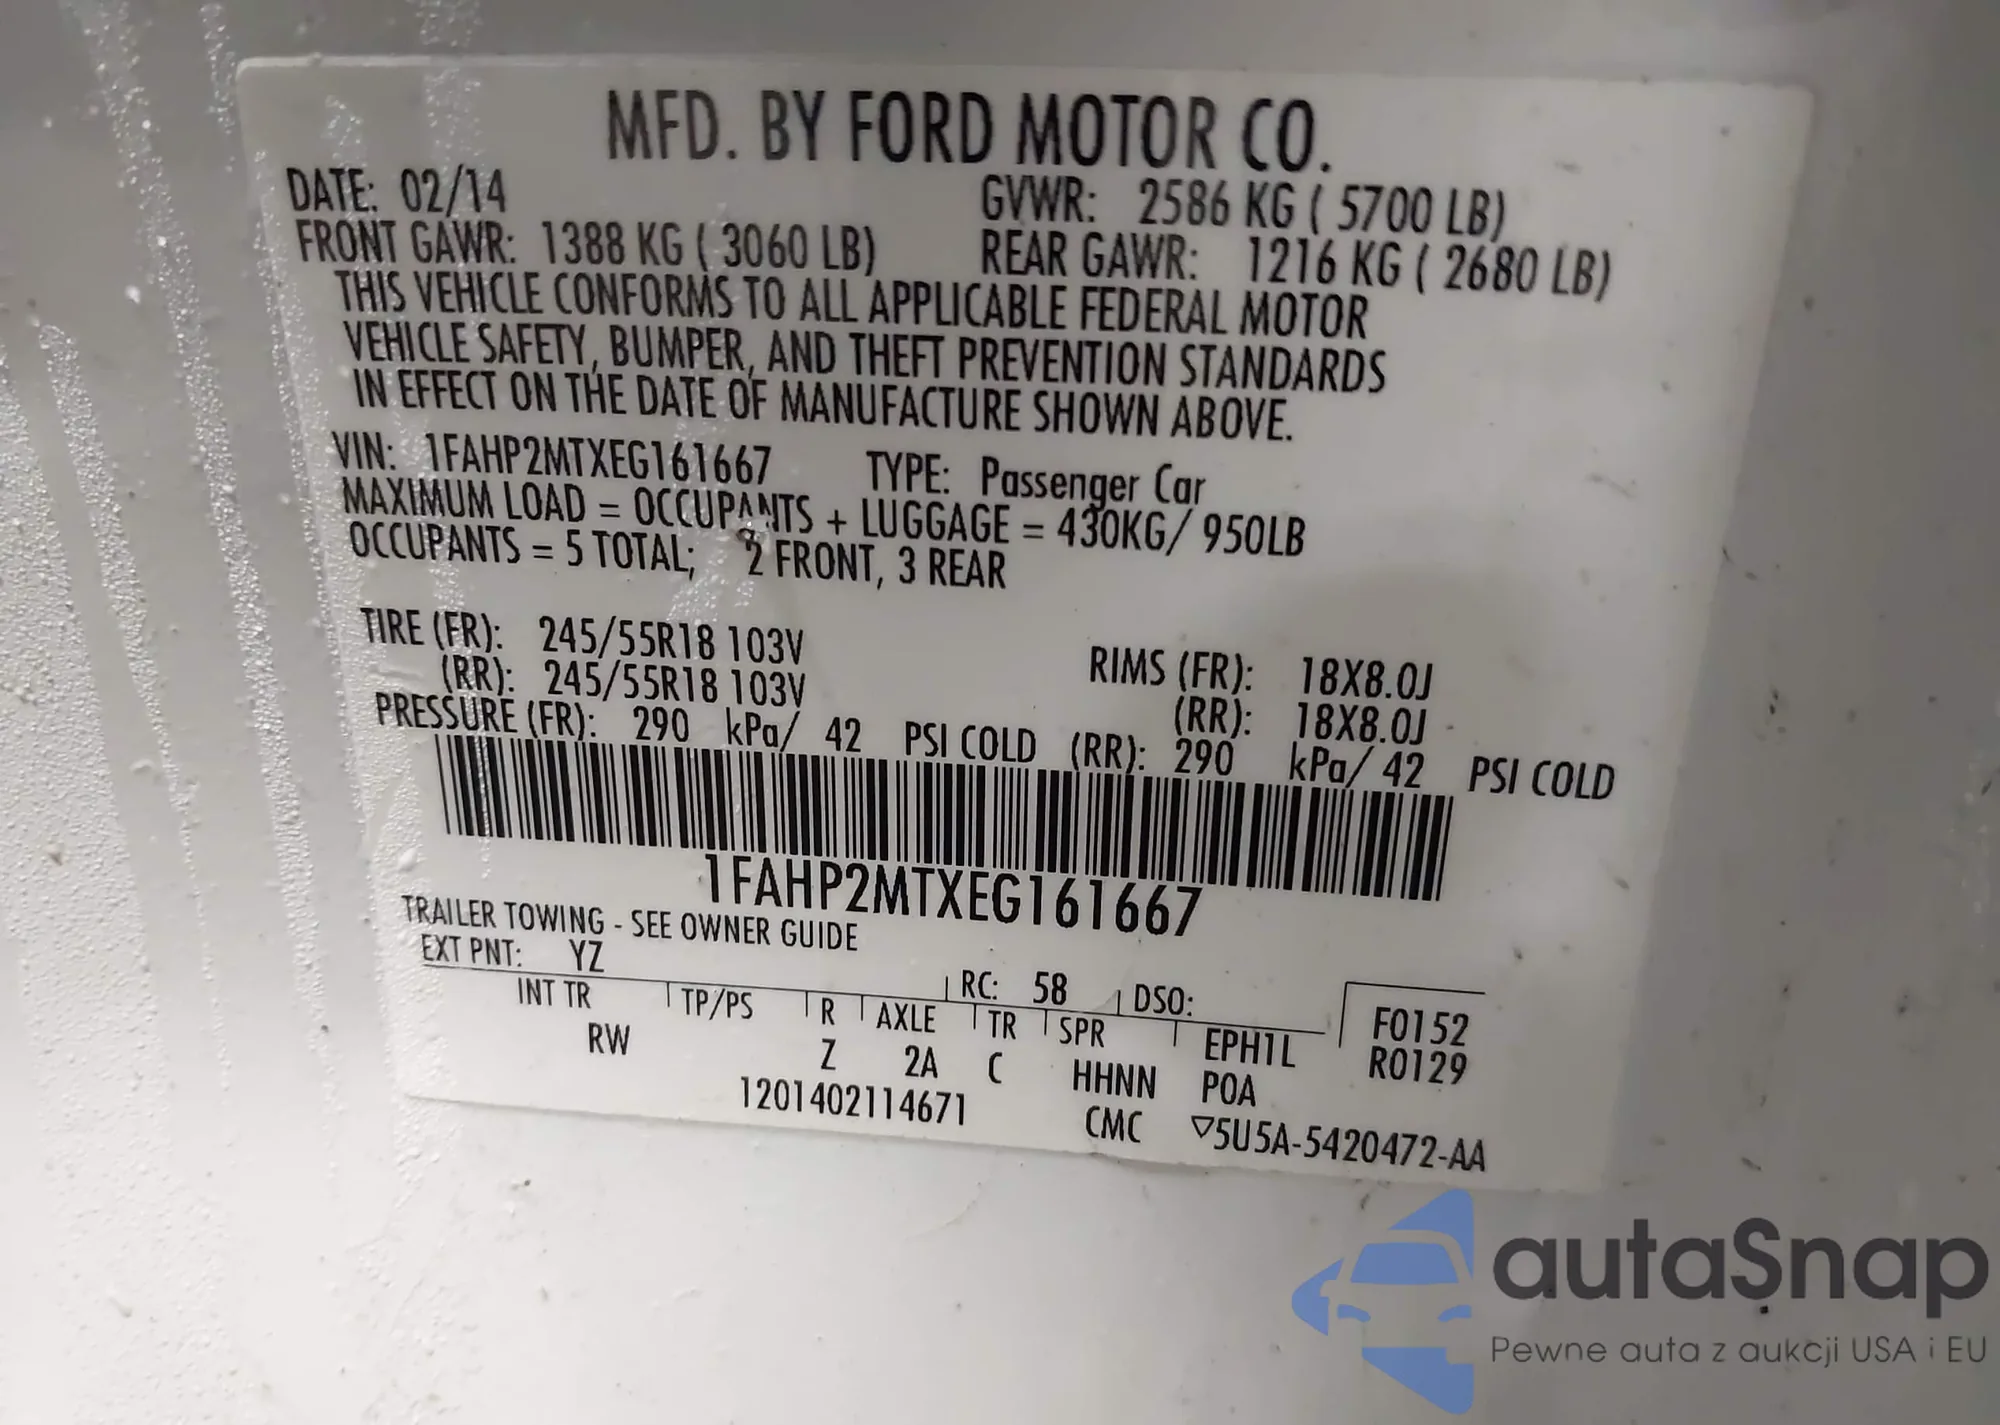 MFD. BY FORD MOTOR CO.
DATE: 02/14 GVWR: 2586 KG ( 5700 LB)
FRONT GAWR: 1388 KG ( 3060 LB) REAR GAWR: 1216 KG ( 2680 LB)
THIS VEHICLE CONFORMS TO ALL APPLICABLE FEDERAL MOTOR
VEHICLE SAFETY, BUMPER, AND THEFT PREVENTION STANDARDS
IN EFFECT ON THE DATE OF MANUFACTURE SHOWN ABOVE.
VIN: 1FAHP2MTXEG161667 TYPE: Passenger Car
MAXIMUM LOAD = OCCUPANTS + LUGGAGE = 430KG/ 950LB
OCCUPANTS = 5 TOTAL; 2 FRONT, 3 REAR
TIRE (FR): 245/55R18 103V RIMS (FR): 18X8.0J
(RR): 245/55R18 103V (RR): 18X8.0J
PRESSURE (FR): 290 kPa/ 42 PSI COLD (RR): 290 kPa/ 42 PSI COLD
1FAHP2MTXEG161667
TRAILER TOWING - SEE OWNER GUIDE
EXT PNT: YZ RC: 58 DSO: F0152
INT TR TP/PS R AXLE TR SPR EPH1L R0129
RW Z 2A C HHNN POA
1201402114671 CMC ▽5U5A-5420472-AA
autaSnap
Pewne auta z aukcji USA i EU